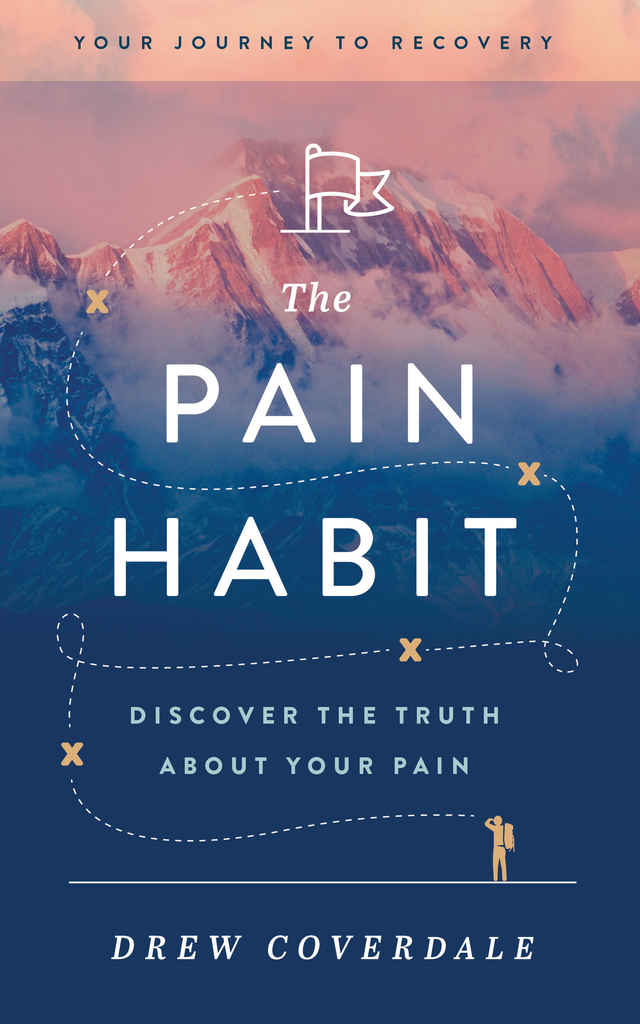 YOUR JOURNEY TO RECOVERY
The
PAIN
HABIT
DISCOVER THE TRUTH
ABOUT YOUR PAIN
DREW COVERDALE